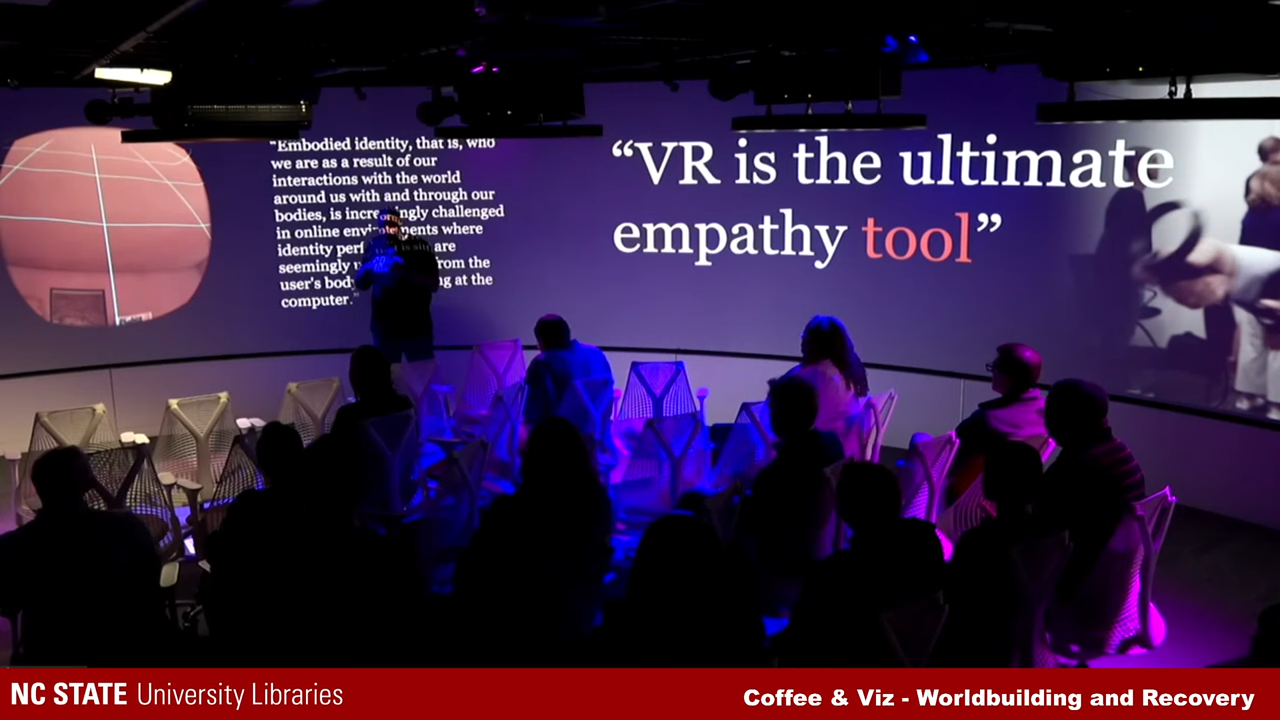 “Embodied identity, that is, who
we are as a result of our
interactions with the world
around us with and through our
bodies, is increasingly challenged
in online environments where
identity are
seemingly from the
user's body at the
computer.”
“VR is the ultimate
empathy tool”
NC STATE University Libraries
Coffee & Viz - Worldbuilding and Recovery